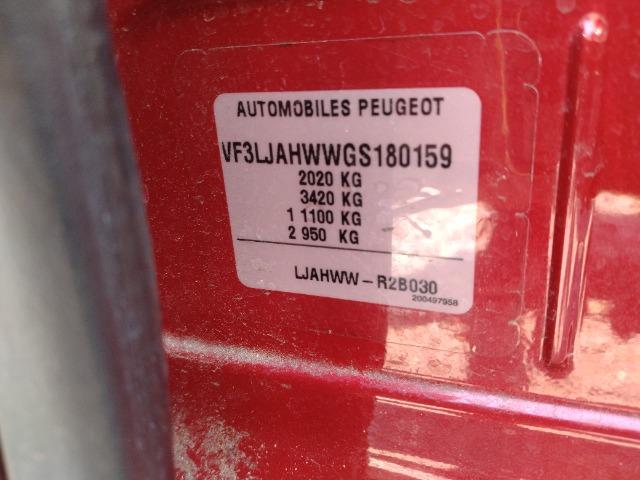 AUTOMOBILES PEUGEOT
VF3LJAHWWGS180159
2020 KG
3420 KG
1 1100 KG
2 950 KG
LJAHWW-R2B030
200497958